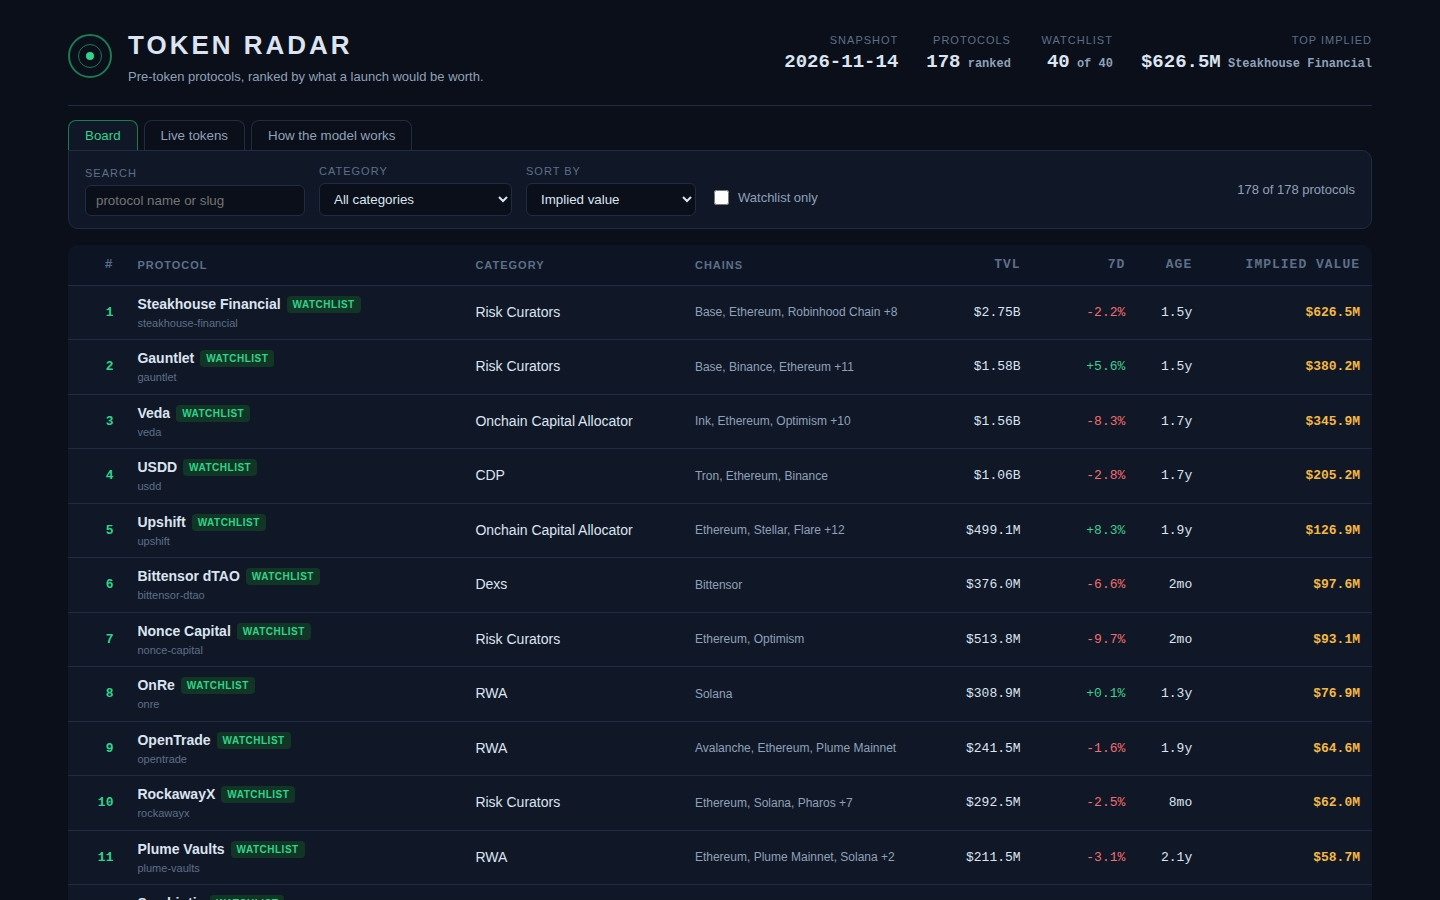 TOKEN RADAR
Pre-token protocols, ranked by what a launch would be worth.
SNAPSHOT
2026-11-14
PROTOCOLS
178 ranked
WATCHLIST
40 of 40
TOP IMPLIED
$626.5M Steakhouse Financial
Board Live tokens How the model works
SEARCH
protocol name or slug
CATEGORY
All categories
SORT BY
Implied value
Watchlist only
178 of 178 protocols
# PROTOCOL CATEGORY CHAINS TVL 7D AGE IMPLIED VALUE
1 Steakhouse Financial WATCHLIST Risk Curators Base, Ethereum, Robinhood Chain +8 $2.75B -2.2% 1.5y $626.5M
steakhouse-financial
2 Gauntlet WATCHLIST Risk Curators Base, Binance, Ethereum +11 $1.58B +5.6% 1.5y $380.2M
gauntlet
3 Veda WATCHLIST Onchain Capital Allocator Ink, Ethereum, Optimism +10 $1.56B -8.3% 1.7y $345.9M
veda
4 USDD WATCHLIST CDP Tron, Ethereum, Binance $1.06B -2.8% 1.7y $205.2M
usdd
5 Upshift WATCHLIST Onchain Capital Allocator Ethereum, Stellar, Flare +12 $499.1M +8.3% 1.9y $126.9M
upshift
6 Bittensor dTAO WATCHLIST Dexs Bittensor $376.0M -6.6% 2mo $97.6M
bittensor-dtao
7 Nonce Capital WATCHLIST Risk Curators Ethereum, Optimism $513.8M -9.7% 2mo $93.1M
nonce-capital
8 OnRe WATCHLIST RWA Solana $308.9M +0.1% 1.3y $76.9M
onre
9 OpenTrade WATCHLIST RWA Avalanche, Ethereum, Plume Mainnet $241.5M -1.6% 1.9y $64.6M
opentrade
10 RockawayX WATCHLIST Risk Curators Ethereum, Solana, Pharos +7 $292.5M -2.5% 8mo $62.0M
rockawayx
11 Plume Vaults WATCHLIST RWA Ethereum, Plume Mainnet, Solana +2 $211.5M -3.1% 2.1y $58.7M
plume-vaults